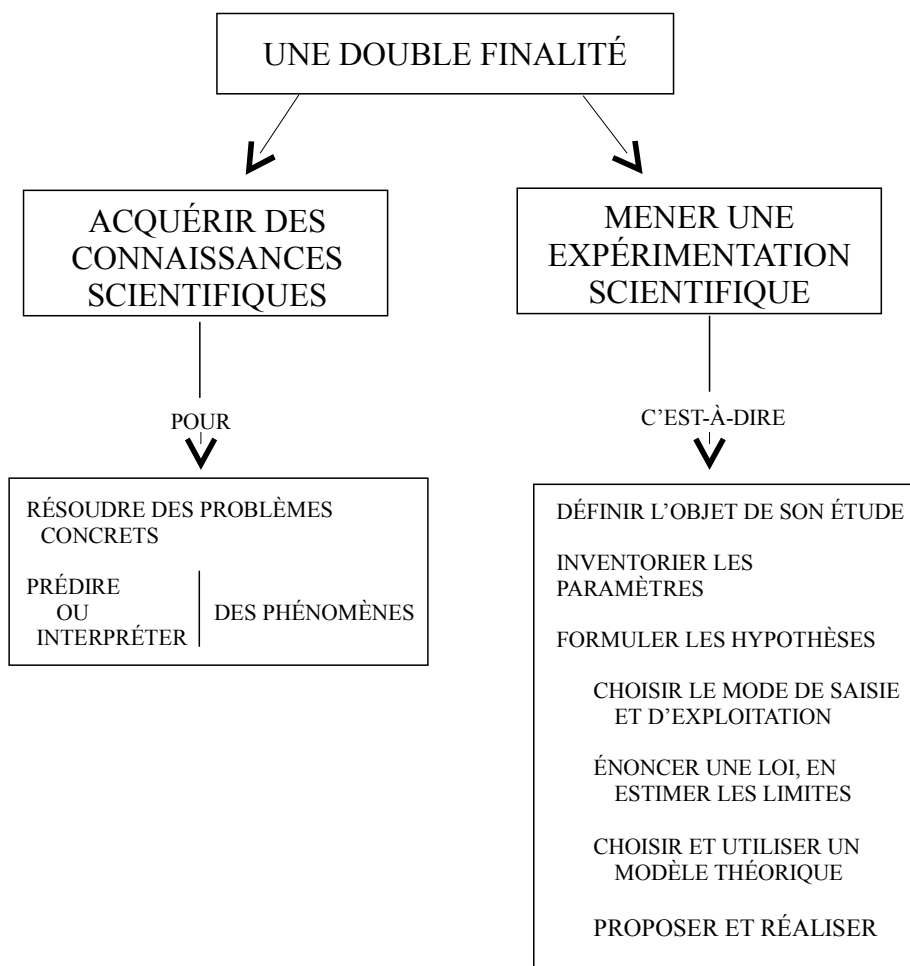 UNE DOUBLE FINALITÉ
ACQUÉRIR DES
CONNAISSANCES
SCIENTIFIQUES
POUR
RÉSOUDRE DES PROBLÈMES
CONCRETS
PRÉDIRE
OU
INTERPRÉTER
DES PHÉNOMÈNES
MENER UNE
EXPÉRIMENTATION
SCIENTIFIQUE
C’EST-À-DIRE
DÉFINIR L’OBJET DE SON ÉTUDE
INVENTORIER LES
PARAMÈTRES
FORMULER LES HYPOTHÈSES
CHOISIR LE MODE DE SAISIE
ET D’EXPLOITATION
ÉNONCER UNE LOI, EN
ESTIMER LES LIMITES
CHOISIR ET UTILISER UN
MODÈLE THÉORIQUE
PROPOSER ET RÉALISER